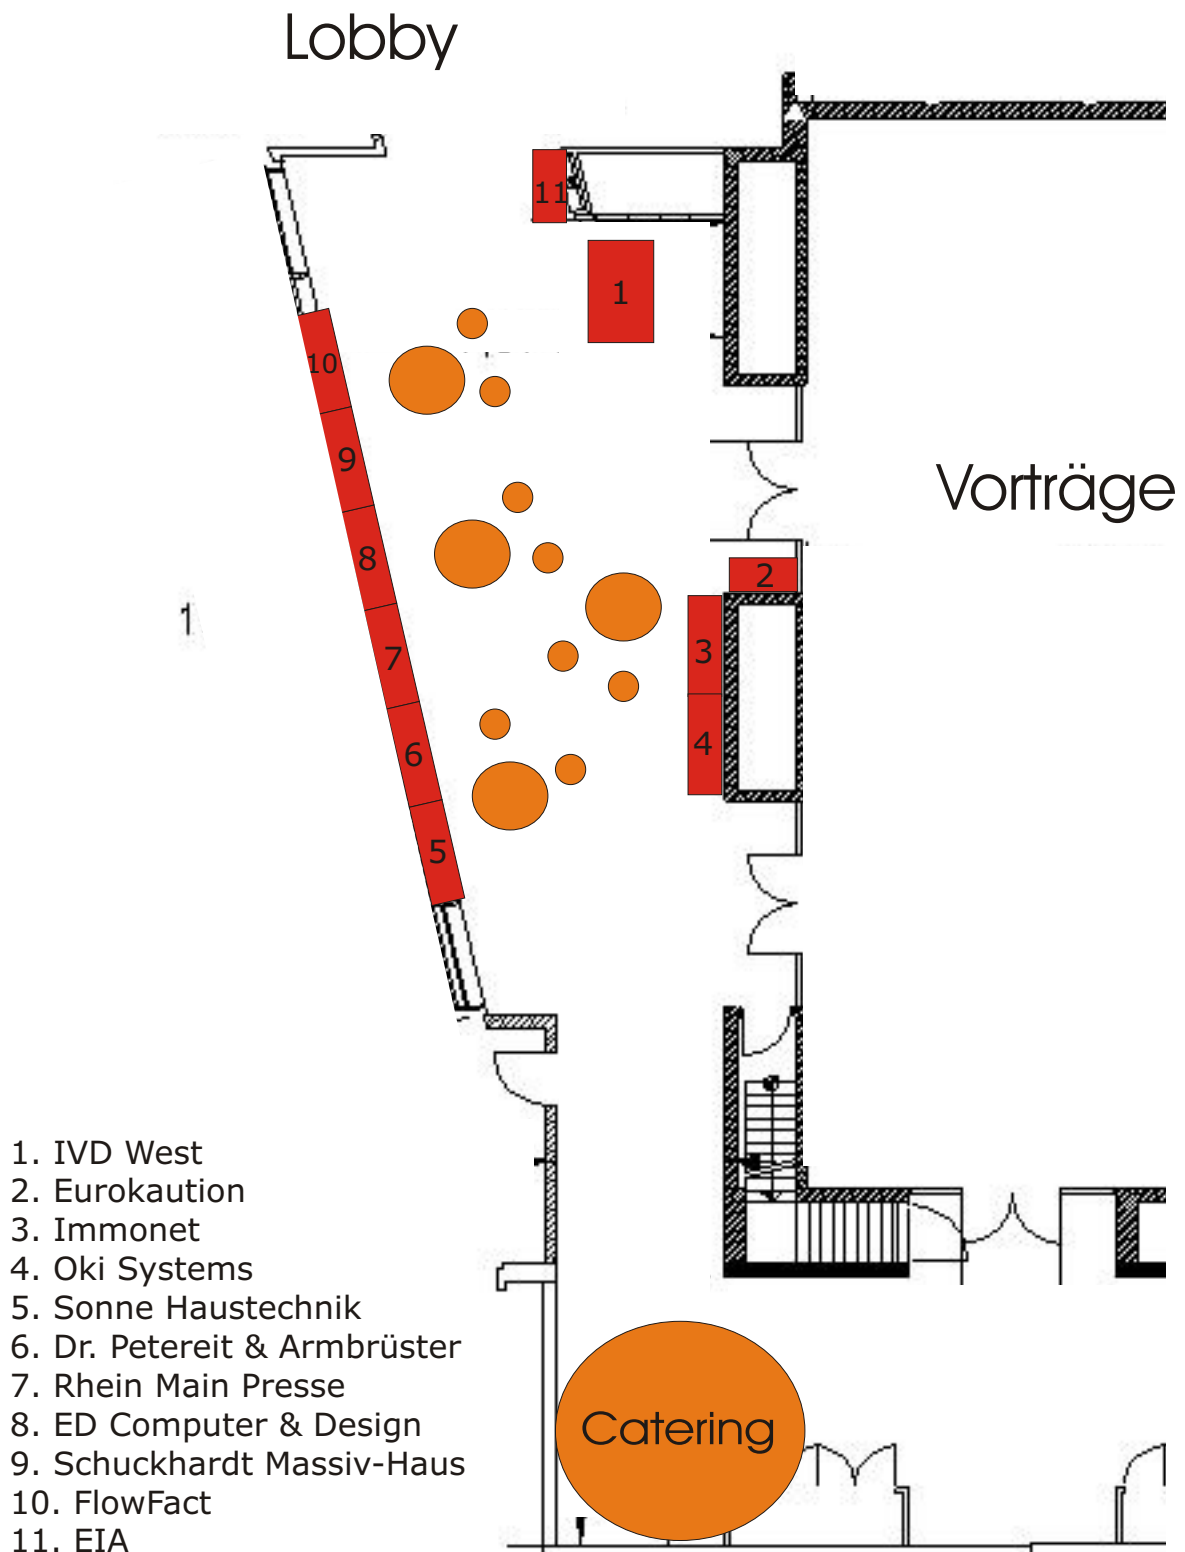 Lobby
11
1
10
9
Vorträge
8
2
1
3
7
4
6
5
1. IVD West
2. Eurokaution
3. Immonet
4. Oki Systems
5. Sonne Haustechnik
6. Dr. Petereit & Armbrüster
7. Rhein Main Presse
8. ED Computer & Design
9. Schuckhardt Massiv-Haus
10. FlowFact
11. EIA
Catering